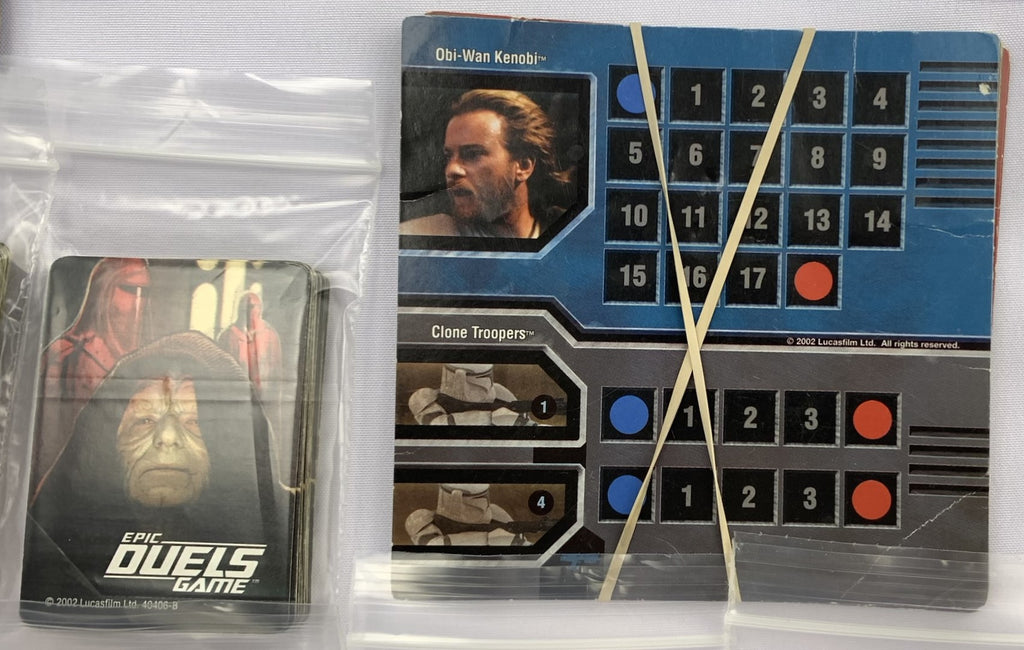 EPIC
DUELS
GAME™
© 2002 Lucasfilm Ltd. 40406-B
Obi-Wan Kenobi™
1 2 3 4
5 6 7 8 9
10 11 12 13 14
15 16 17
© 2002 Lucasfilm Ltd. All rights reserved.
Clone Troopers™
1
1 2 3
4
1 2 3